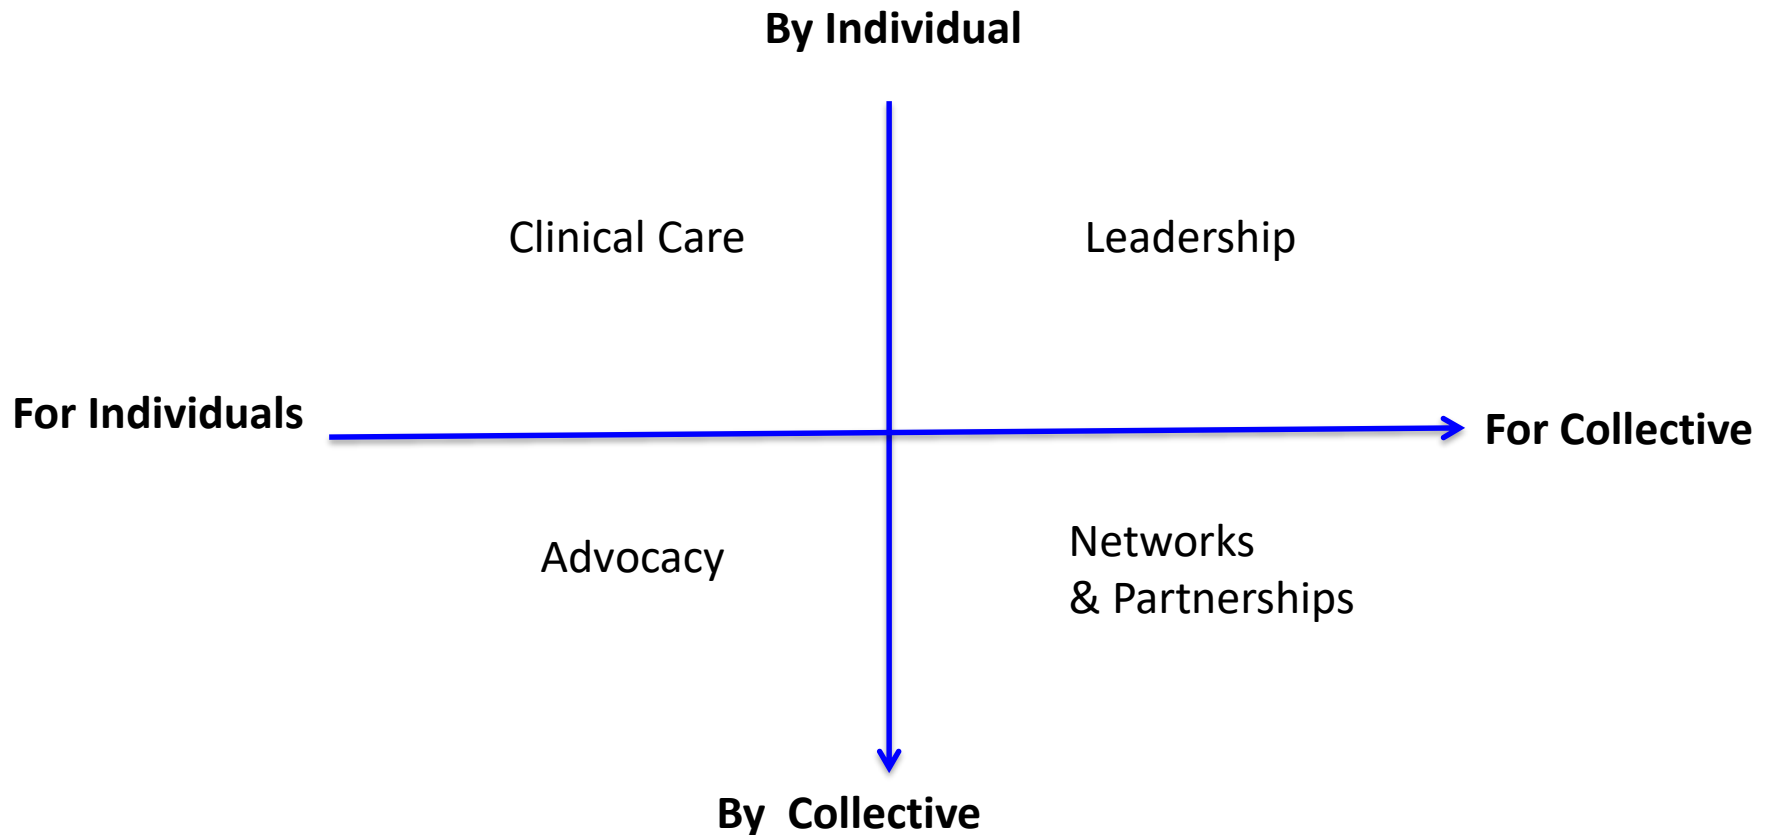 By Individual
Clinical Care
Leadership
For Individuals
For Collective
Advocacy
Networks
& Partnerships
By  Collective